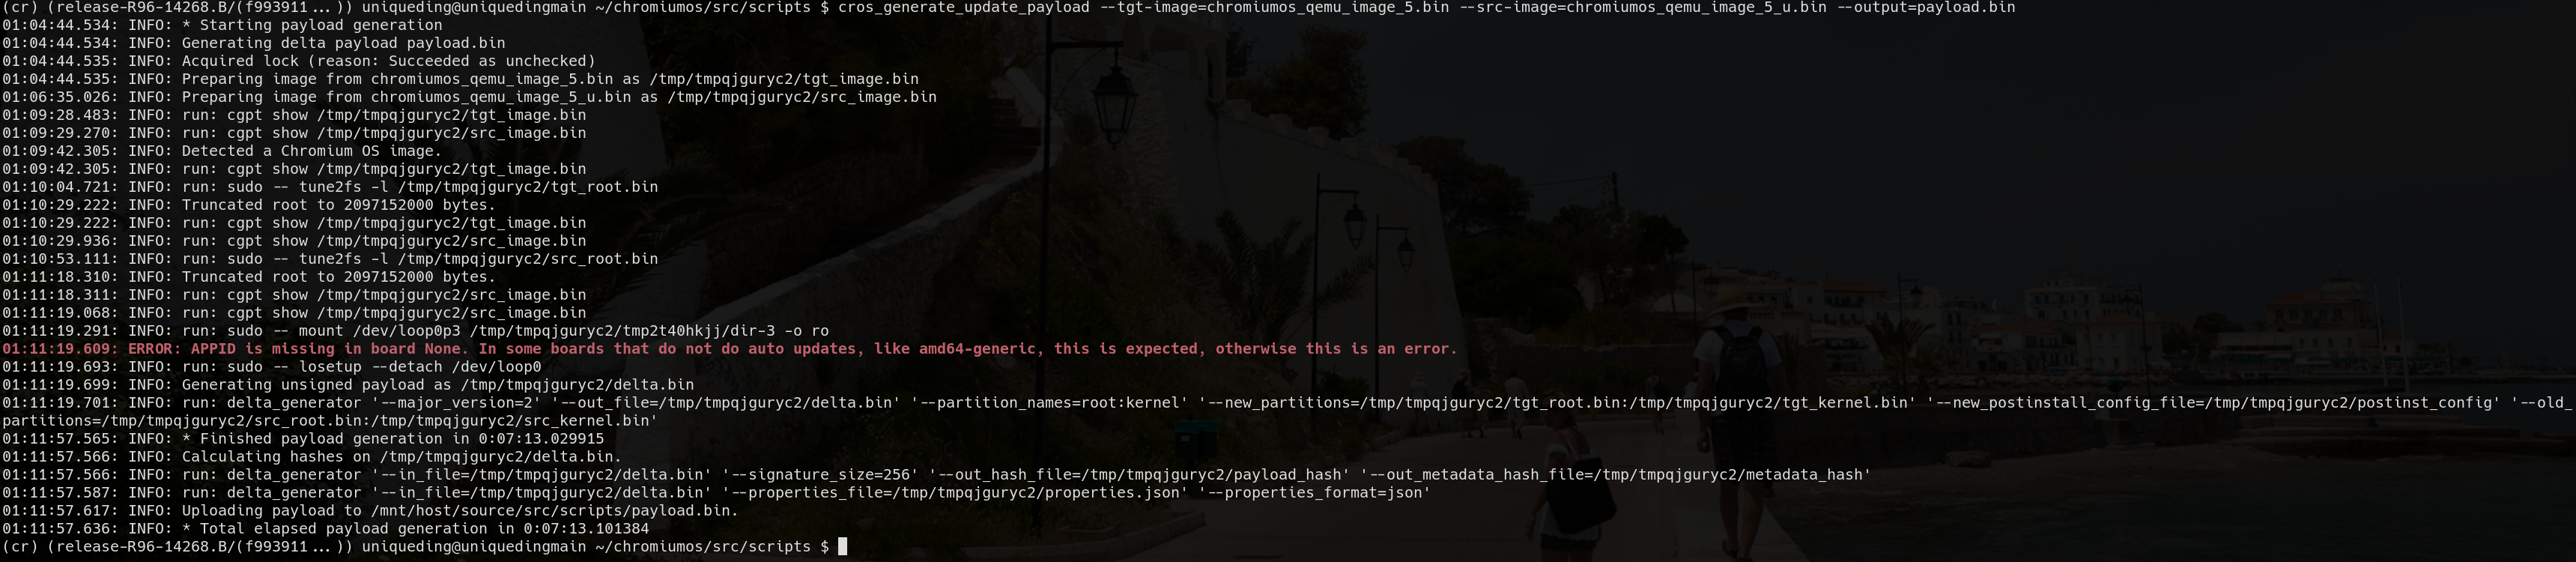 (cr) (release-R96-14268.B/(f993911...)) uniqueding@uniquedingmain ~/chromiumos/src/scripts $ cros_generate_update_payload --tgt-image=chromiumos_qemu_image_5.bin --src-image=chromiumos_qemu_image_5_u.bin --output=payload.bin
01:04:44.534: INFO: * Starting payload generation
01:04:44.534: INFO: Generating delta payload payload.bin
01:04:44.535: INFO: Acquired lock (reason: Succeeded as unchecked)
01:04:44.535: INFO: Preparing image from chromiumos_qemu_image_5.bin as /tmp/tmpqjguryc2/tgt_image.bin
01:06:35.026: INFO: Preparing image from chromiumos_qemu_image_5_u.bin as /tmp/tmpqjguryc2/src_image.bin
01:09:28.483: INFO: run: cgpt show /tmp/tmpqjguryc2/tgt_image.bin
01:09:29.270: INFO: run: cgpt show /tmp/tmpqjguryc2/src_image.bin
01:09:42.305: INFO: Detected a Chromium OS image.
01:09:42.305: INFO: run: cgpt show /tmp/tmpqjguryc2/tgt_image.bin
01:10:04.721: INFO: run: sudo -- tune2fs -l /tmp/tmpqjguryc2/tgt_root.bin
01:10:29.222: INFO: Truncated root to 2097152000 bytes.
01:10:29.222: INFO: run: cgpt show /tmp/tmpqjguryc2/tgt_image.bin
01:10:29.936: INFO: run: cgpt show /tmp/tmpqjguryc2/src_image.bin
01:10:53.111: INFO: run: sudo -- tune2fs -l /tmp/tmpqjguryc2/src_root.bin
01:11:18.310: INFO: Truncated root to 2097152000 bytes.
01:11:18.311: INFO: run: cgpt show /tmp/tmpqjguryc2/src_image.bin
01:11:19.068: INFO: run: cgpt show /tmp/tmpqjguryc2/src_image.bin
01:11:19.291: INFO: run: sudo -- mount /dev/loop0p3 /tmp/tmpqjguryc2/tmp2t40hkjj/dir-3 -o ro
01:11:19.609: ERROR: APPID is missing in board None. In some boards that do not do auto updates, like amd64-generic, this is expected, otherwise this is an error.
01:11:19.693: INFO: run: sudo -- losetup --detach /dev/loop0
01:11:19.699: INFO: Generating unsigned payload as /tmp/tmpqjguryc2/delta.bin
01:11:19.701: INFO: run: delta_generator '--major_version=2' '--out_file=/tmp/tmpqjguryc2/delta.bin' '--partition_names=root:kernel' '--new_partitions=/tmp/tmpqjguryc2/tgt_root.bin:/tmp/tmpqjguryc2/tgt_kernel.bin' '--new_postinstall_config_file=/tmp/tmpqjguryc2/postinst_config' '--old_
partitions=/tmp/tmpqjguryc2/src_root.bin:/tmp/tmpqjguryc2/src_kernel.bin'
01:11:57.565: INFO: * Finished payload generation in 0:07:13.029915
01:11:57.566: INFO: Calculating hashes on /tmp/tmpqjguryc2/delta.bin.
01:11:57.566: INFO: run: delta_generator '--in_file=/tmp/tmpqjguryc2/delta.bin' '--signature_size=256' '--out_hash_file=/tmp/tmpqjguryc2/payload_hash' '--out_metadata_hash_file=/tmp/tmpqjguryc2/metadata_hash'
01:11:57.587: INFO: run: delta_generator '--in_file=/tmp/tmpqjguryc2/delta.bin' '--properties_file=/tmp/tmpqjguryc2/properties.json' '--properties_format=json'
01:11:57.617: INFO: Uploading payload to /mnt/host/source/src/scripts/payload.bin.
01:11:57.636: INFO: * Total elapsed payload generation in 0:07:13.101384
(cr) (release-R96-14268.B/(f993911...)) uniqueding@uniquedingmain ~/chromiumos/src/scripts $